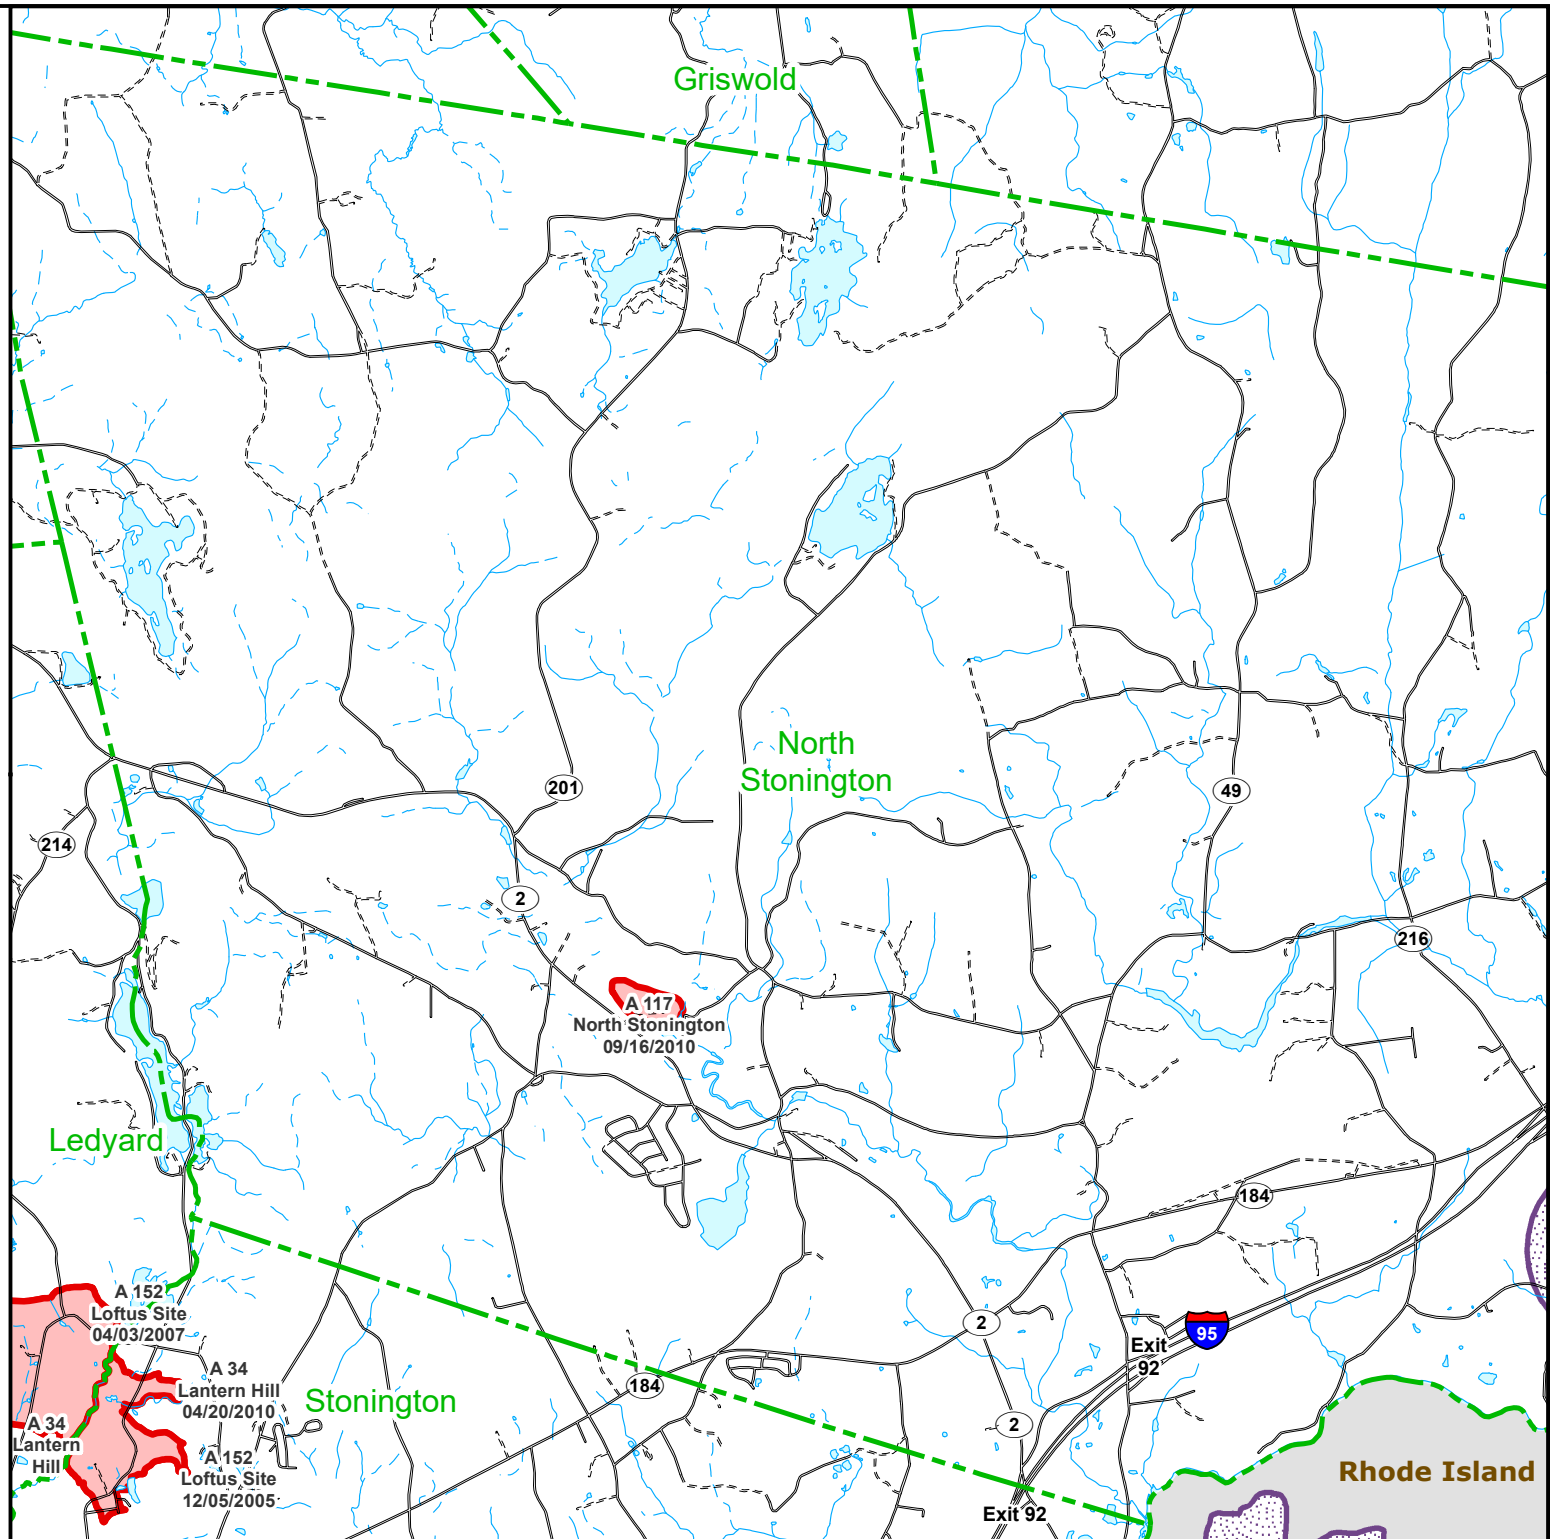 Griswold
North
Stonington
201
49
214
2
216
A 117
North Stonington
09/16/2010
Ledyard
184
A 152
Loftus Site
04/03/2007
2
95
Exit
92
A 34
Lantern Hill
04/20/2010
184
Stonington
A 34
Lantern
Hill
2
A 152
Loftus Site
12/05/2005
Rhode Island
Exit 92